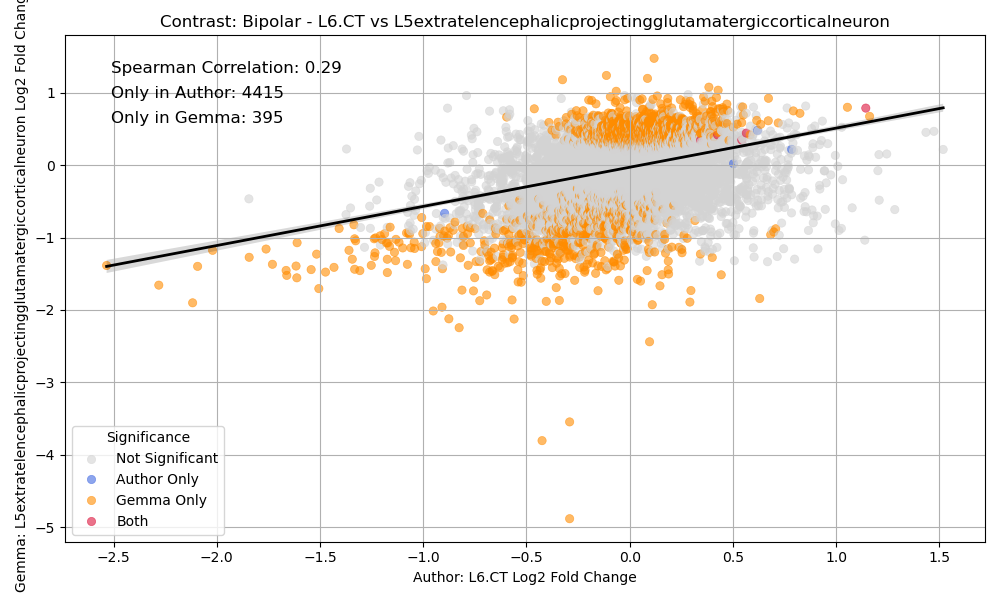 Contrast: Bipolar - L6.CT vs L5extratelencephalicprojectingglutamatergiccorticalneuron
Spearman Correlation: 0.29
Only in Author: 4415
Only in Gemma: 395
1
0
−1
−2
−3
−4
−5
Gemma: L5extratelencephalicprojectingglutamatergiccorticalneuron Log2 Fold Chang
Significance
Not Significant
Author Only
Gemma Only
Both
−2.5 −2.0 −1.5 −1.0 −0.5 0.0 0.5 1.0 1.5
Author: L6.CT Log2 Fold Change